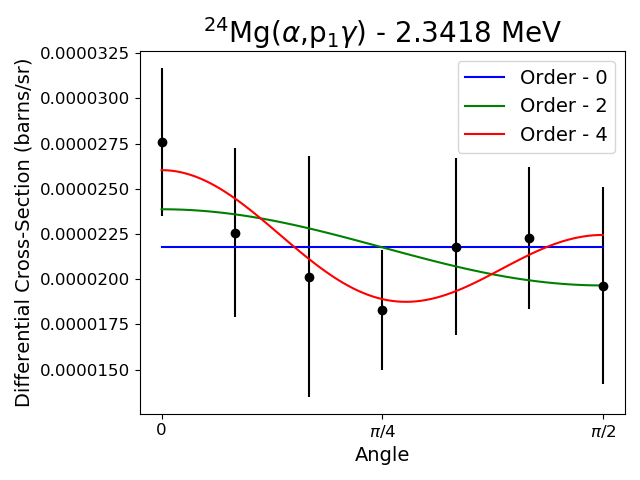 ²⁴Mg(α,p₁γ) - 2.3418 MeV
Differential Cross-Section (barns/sr)
0.0000325
0.0000300
0.0000275
0.0000250
0.0000225
0.0000200
0.0000175
0.0000150
Order - 0
Order - 2
Order - 4
0 π/4 π/2
Angle